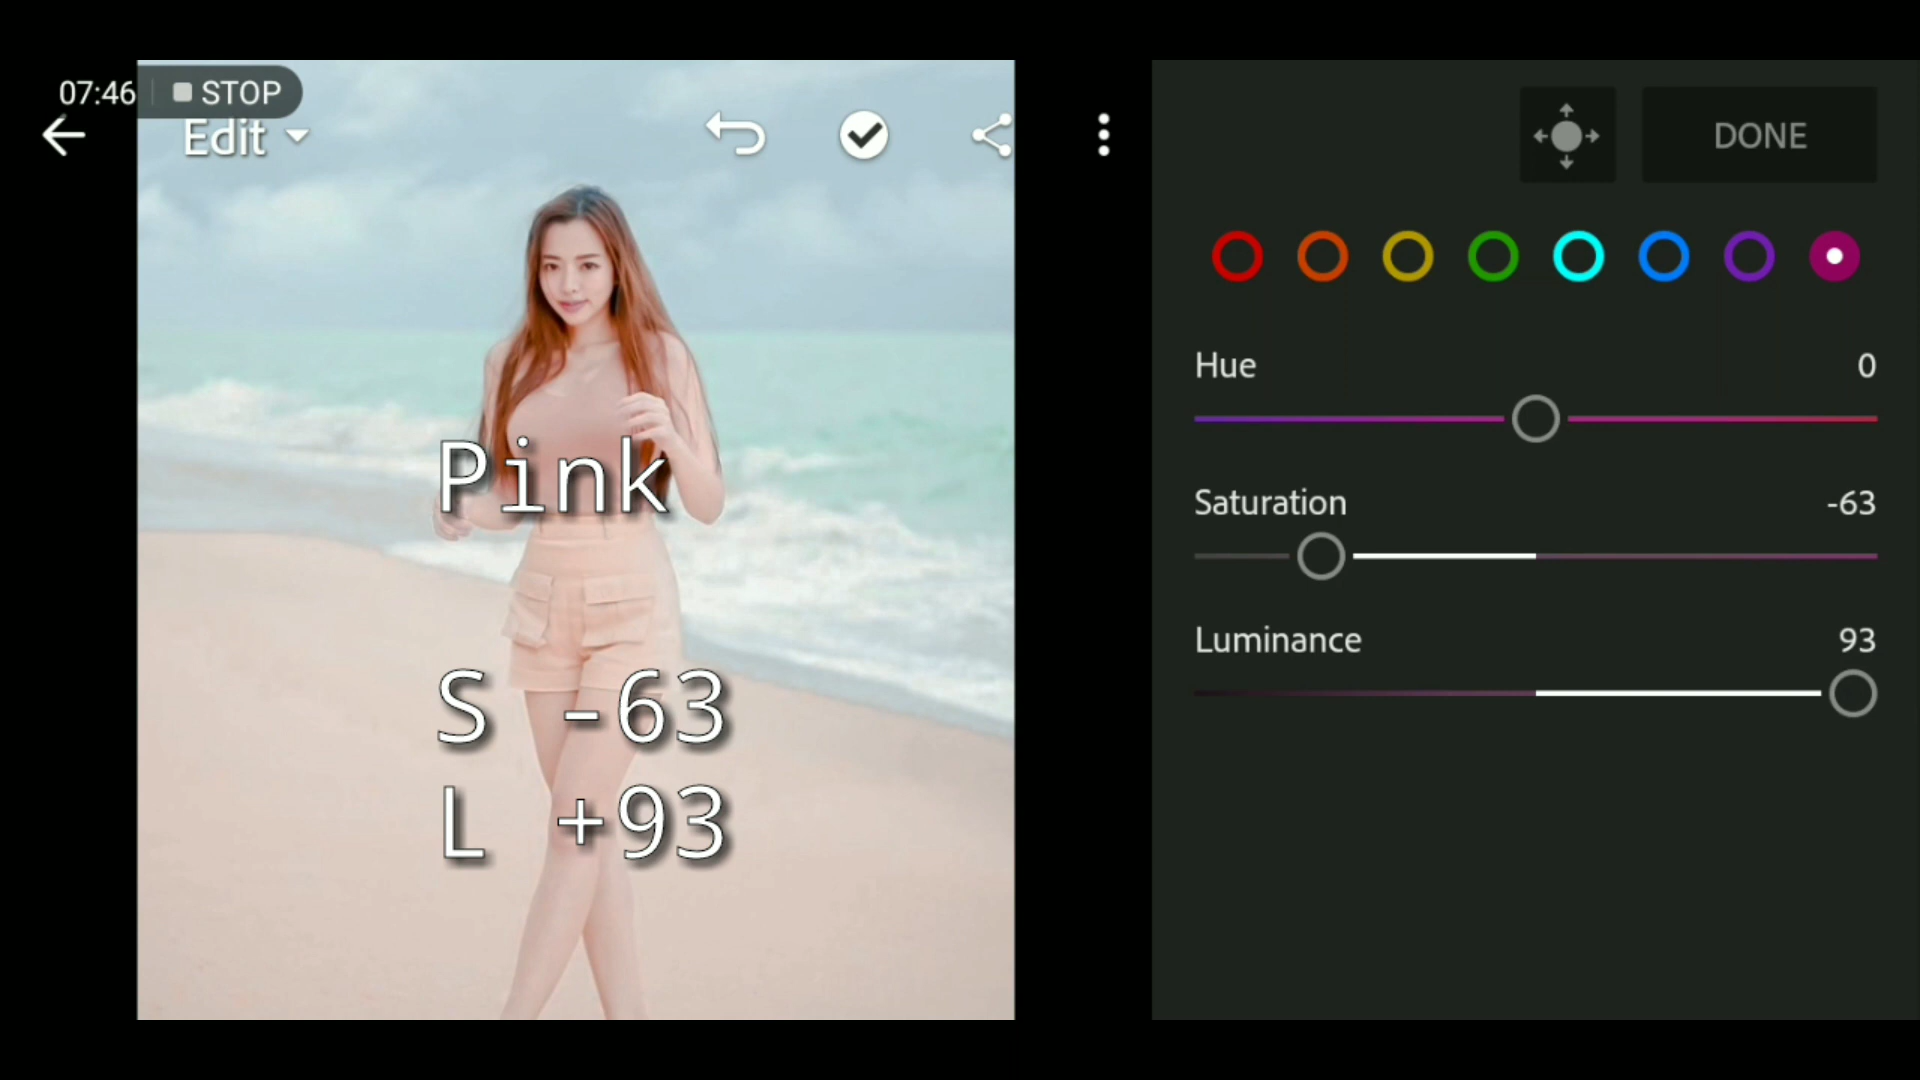 07:46
STOP
Edit
DONE
Hue 0
Saturation -63
Luminance 93
Pink
S -63
L +93